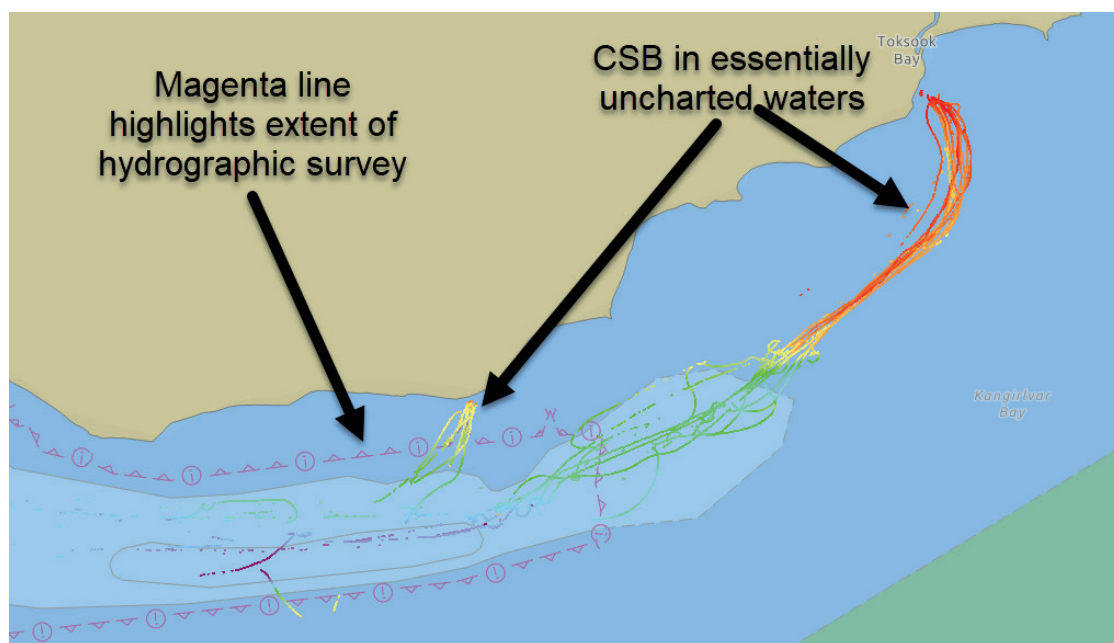 Magenta line
highlights extent of
hydrographic survey
CSB in essentially
uncharted waters
Toksook
Bay
Kangirlvar
Bay